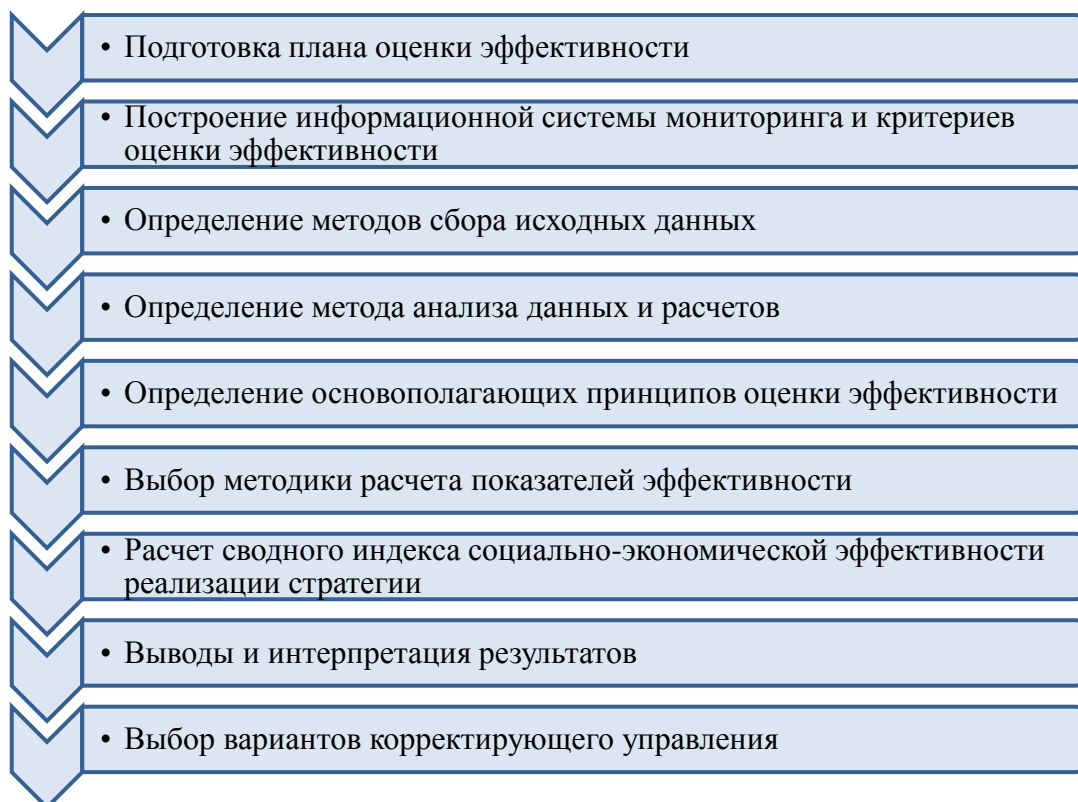 • Подготовка плана оценки эффективности
• Построение информационной системы мониторинга и критериев
оценки эффективности
• Определение методов сбора исходных данных
• Определение метода анализа данных и расчетов
• Определение основополагающих принципов оценки эффективности
• Выбор методики расчета показателей эффективности
• Расчет сводного индекса социально-экономической эффективности
реализации стратегии
• Выводы и интерпретация результатов
• Выбор вариантов корректирующего управления